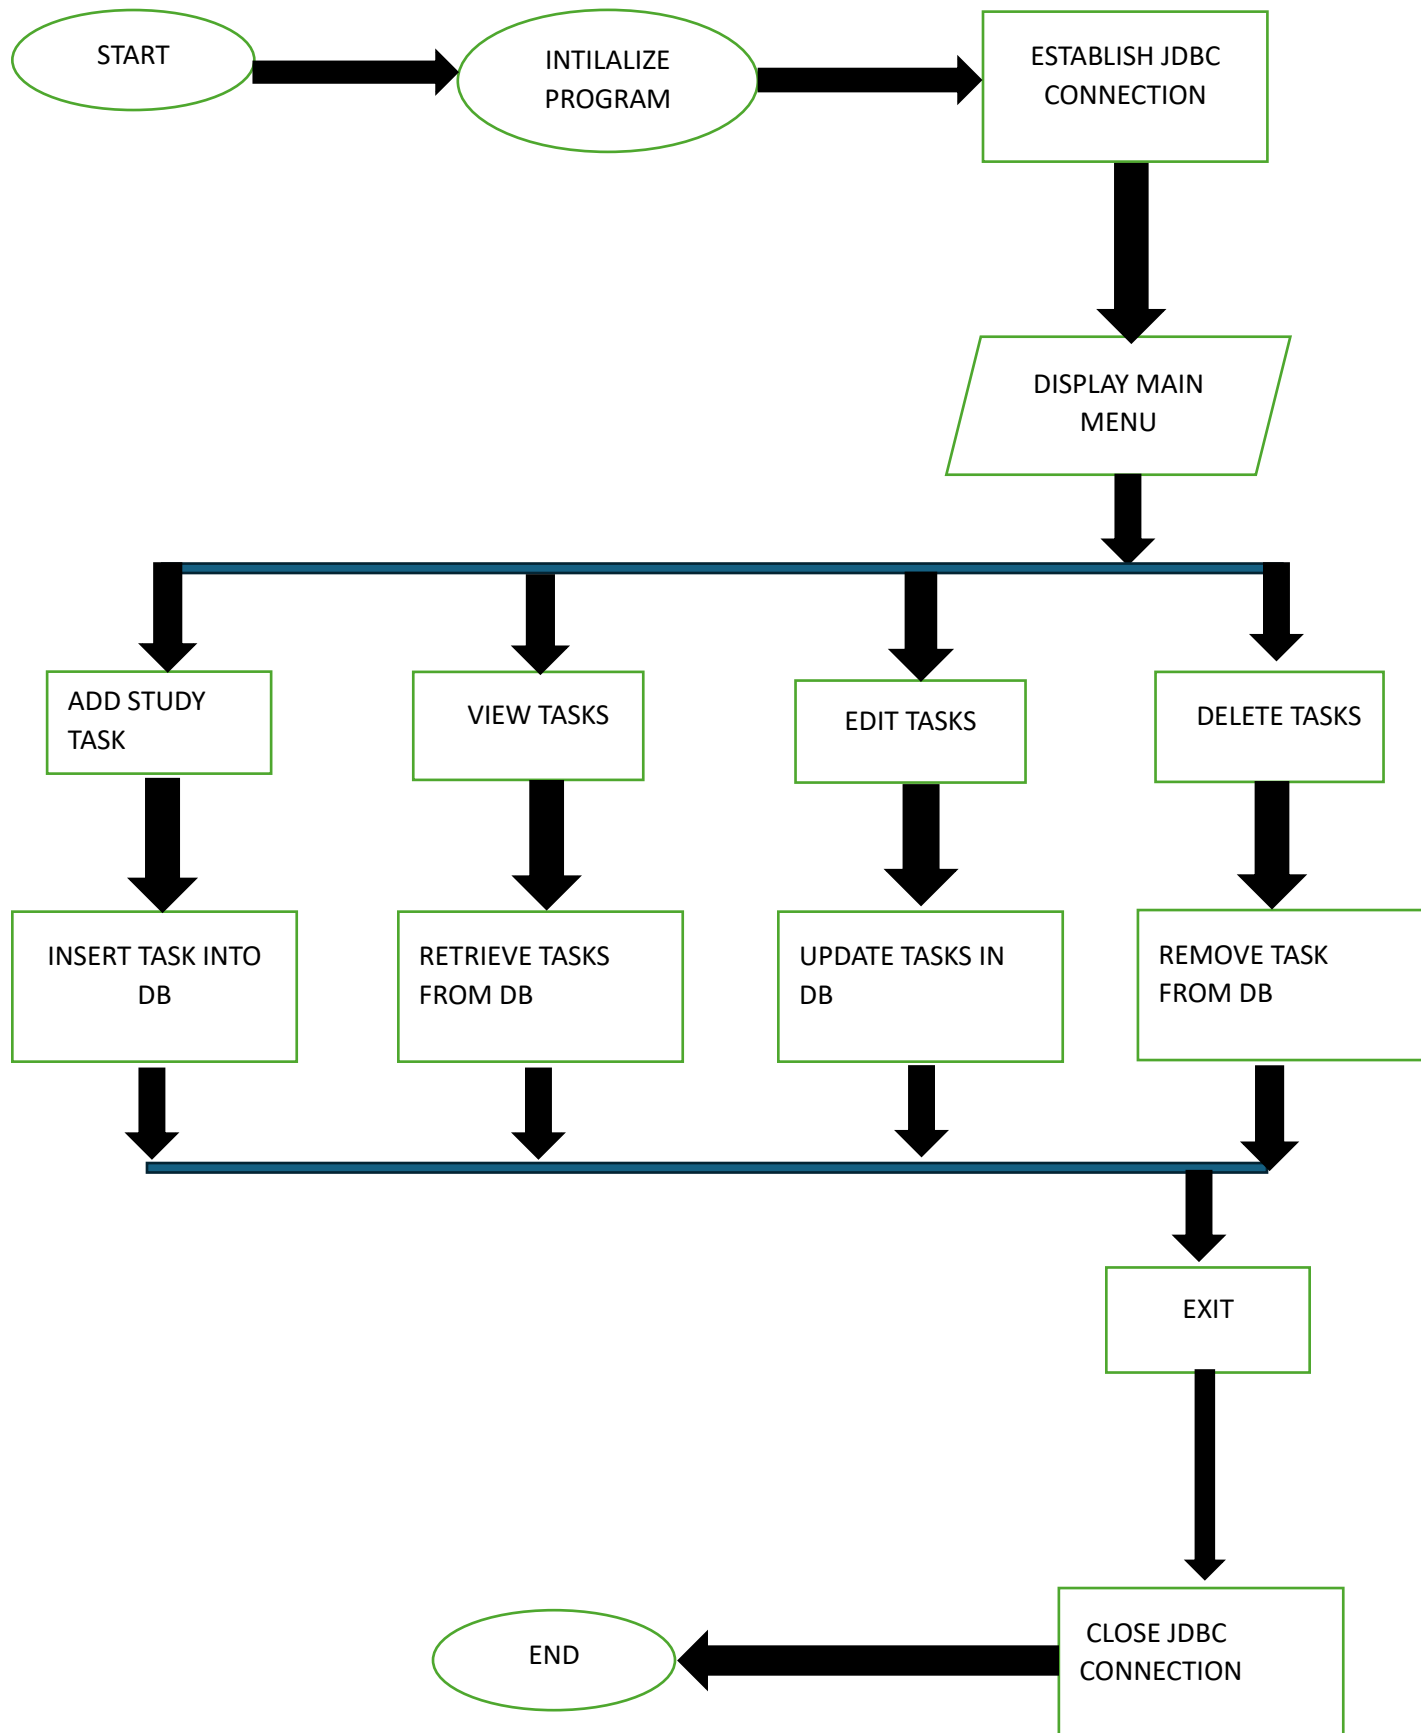 START
INTILALIZE
PROGRAM
ESTABLISH JDBC
CONNECTION
DISPLAY MAIN
MENU
ADD STUDY
TASK
VIEW TASKS
EDIT TASKS
DELETE TASKS
INSERT TASK INTO
DB
RETRIEVE TASKS
FROM DB
UPDATE TASKS IN
DB
REMOVE TASK
FROM DB
EXIT
CLOSE JDBC
CONNECTION
END